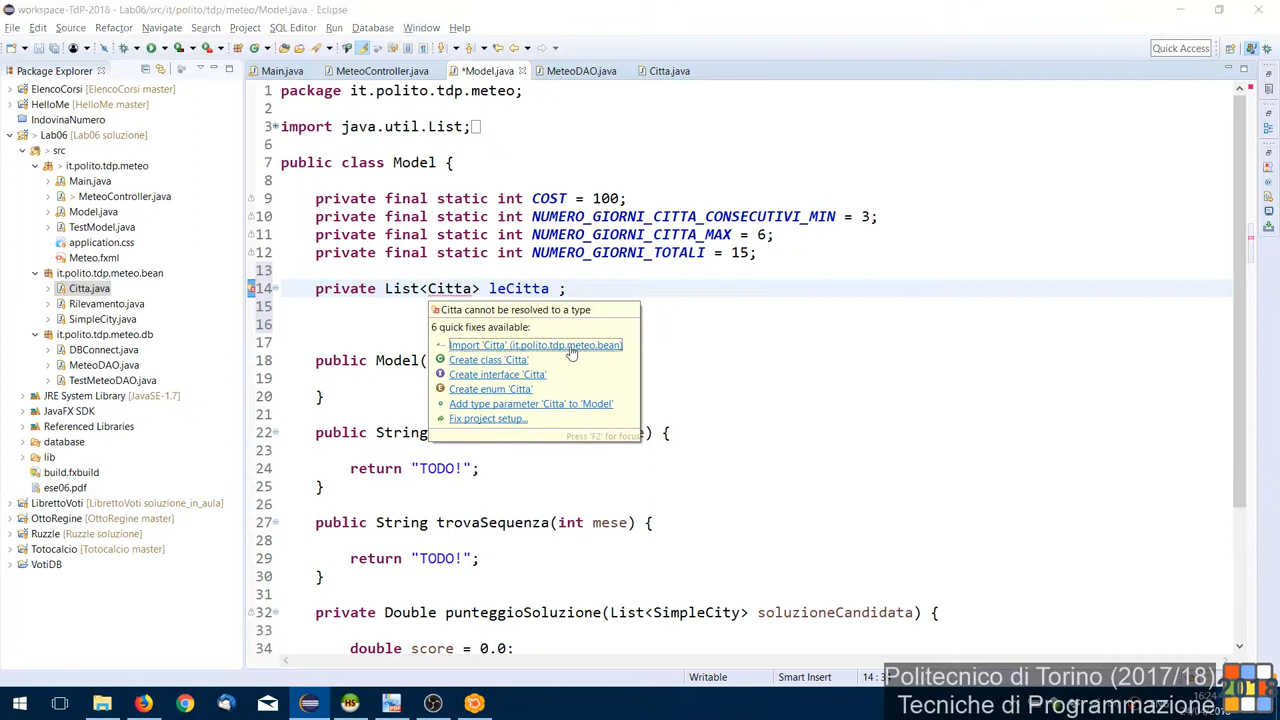 workspace-TdP-2018 - Lab06/src/it/polito/tdp/meteo/Model.java - Eclipse
File Edit Source Refactor Navigate Search Project SQL Editor Run Database Window Help
Quick Access
Package Explorer
Main.java MeteoController.java *Model.java MeteoDAO.java Citta.java
ElencoCorsi [ElencoCorsi master]
HelloMe [HelloMe master]
IndovinaNumero
> Lab06 [Lab06 soluzione]
> src
> it.polito.tdp.meteo
Main.java
> MeteoController.java
Model.java
TestModel.java
application.css
Meteo.fxml
it.polito.tdp.meteo.bean
Citta.java
Rilevamento.java
SimpleCity.java
it.polito.tdp.meteo.db
DBConnect.java
MeteoDAO.java
TestMeteoDAO.java
JRE System Library [JavaSE-1.7]
JavaFX SDK
Referenced Libraries
database
lib
build.fxbuild
ese06.pdf
LibrettoVoti [LibrettoVoti soluzione_in_aula]
OttoRegine [OttoRegine master]
Ruzzle [Ruzzle soluzione]
Totocalcio [Totocalcio master]
VotiDB
1 package it.polito.tdp.meteo;
2
3 import java.util.List;
6
7 public class Model {
8
9 private final static int COST = 100;
10 private final static int NUMERO_GIORNI_CITTA_CONSECUTIVI_MIN = 3;
11 private final static int NUMERO_GIORNI_CITTA_MAX = 6;
12 private final static int NUMERO_GIORNI_TOTALI = 15;
13
14 private List<Citta> leCitta ;
15
16
17
18 public Model(
19
20 }
21
22 public String e) {
23
24 return "TODO!";
25 }
26
27 public String trovaSequenza(int mese) {
28
29 return "TODO!";
30 }
31
32 private Double punteggioSoluzione(List<SimpleCity> soluzioneCandidata) {
33
34 double score = 0.0;
Citta cannot be resolved to a type
6 quick fixes available:
Import 'Citta' (it.polito.tdp.meteo.bean)
Create class 'Citta'
Create interface 'Citta'
Create enum 'Citta'
Add type parameter 'Citta' to 'Model'
Fix project setup...
Press 'F2' for focus
Writable Smart Insert
Politecnico di Torino (2017/18)
Tecniche di Programmazione
2018
16:24